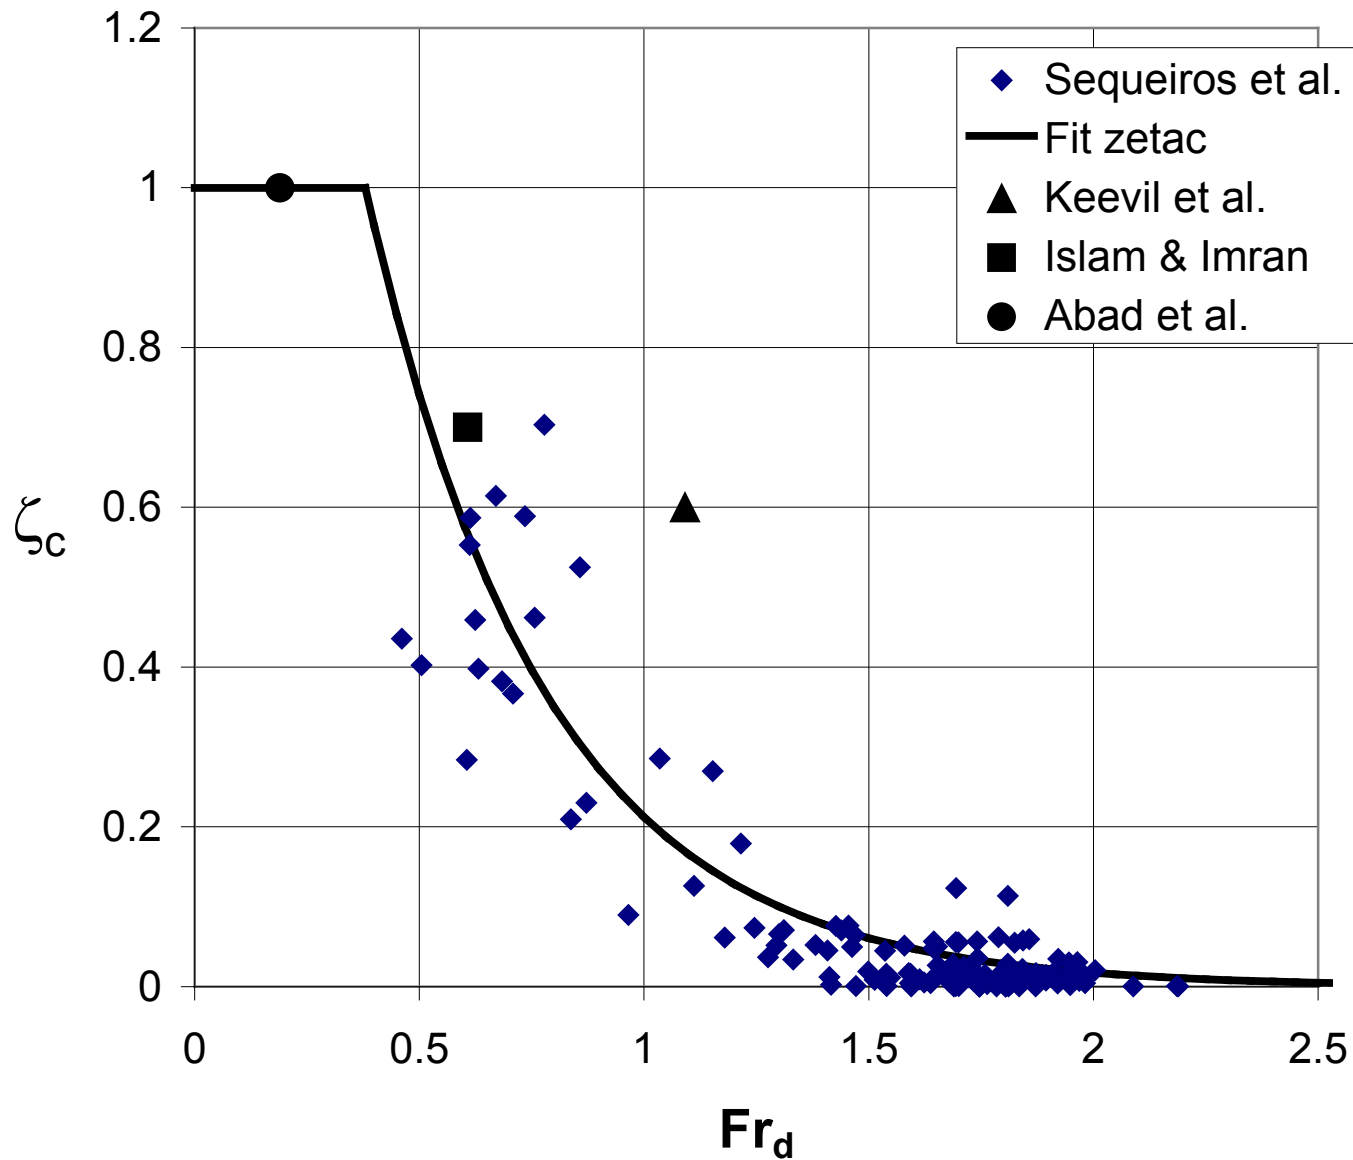 1.2
1
0.8
0.6
0.4
0.2
0
ζc
0 0.5 1 1.5 2 2.5
Frd
Sequeiros et al.
Fit zetac
Keevil et al.
Islam & Imran
Abad et al.